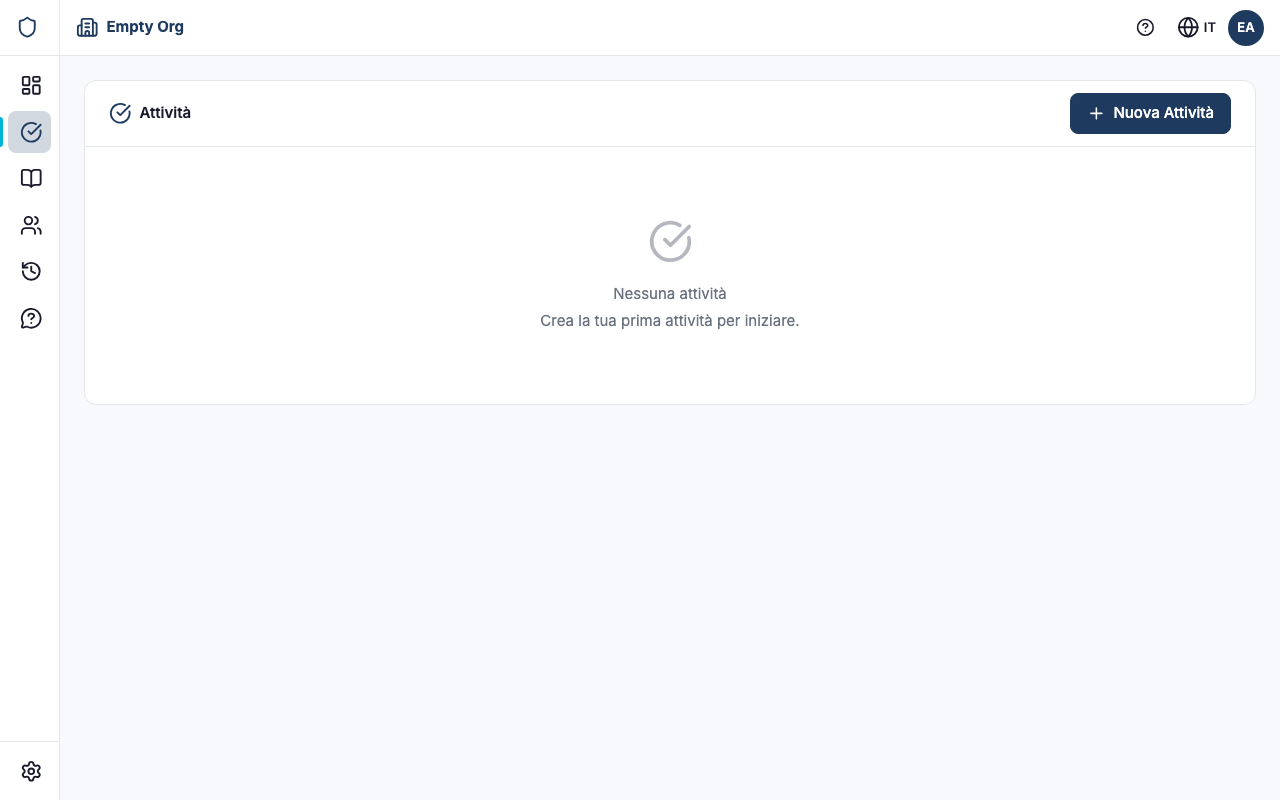 Empty Org
IT
EA
Attività
Nuova Attività
Nessuna attività
Crea la tua prima attività per iniziare.